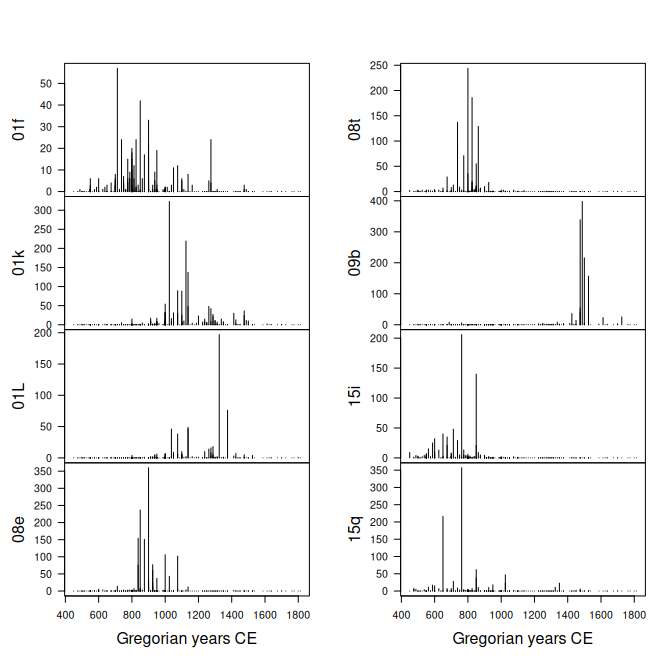 01f
0 10 20 30 40 50
01k
0 50 100 150 200 250 300
01L
0 50 100 150 200
08e
0 50 100 150 200 250 300 350
400 600 800 1000 1200 1400 1600 1800
Gregorian years CE
08t
0 50 100 150 200 250
09b
0 100 200 300 400
15i
0 50 100 150 200
15q
0 50 100 150 200 250 300 350
400 600 800 1000 1200 1400 1600 1800
Gregorian years CE